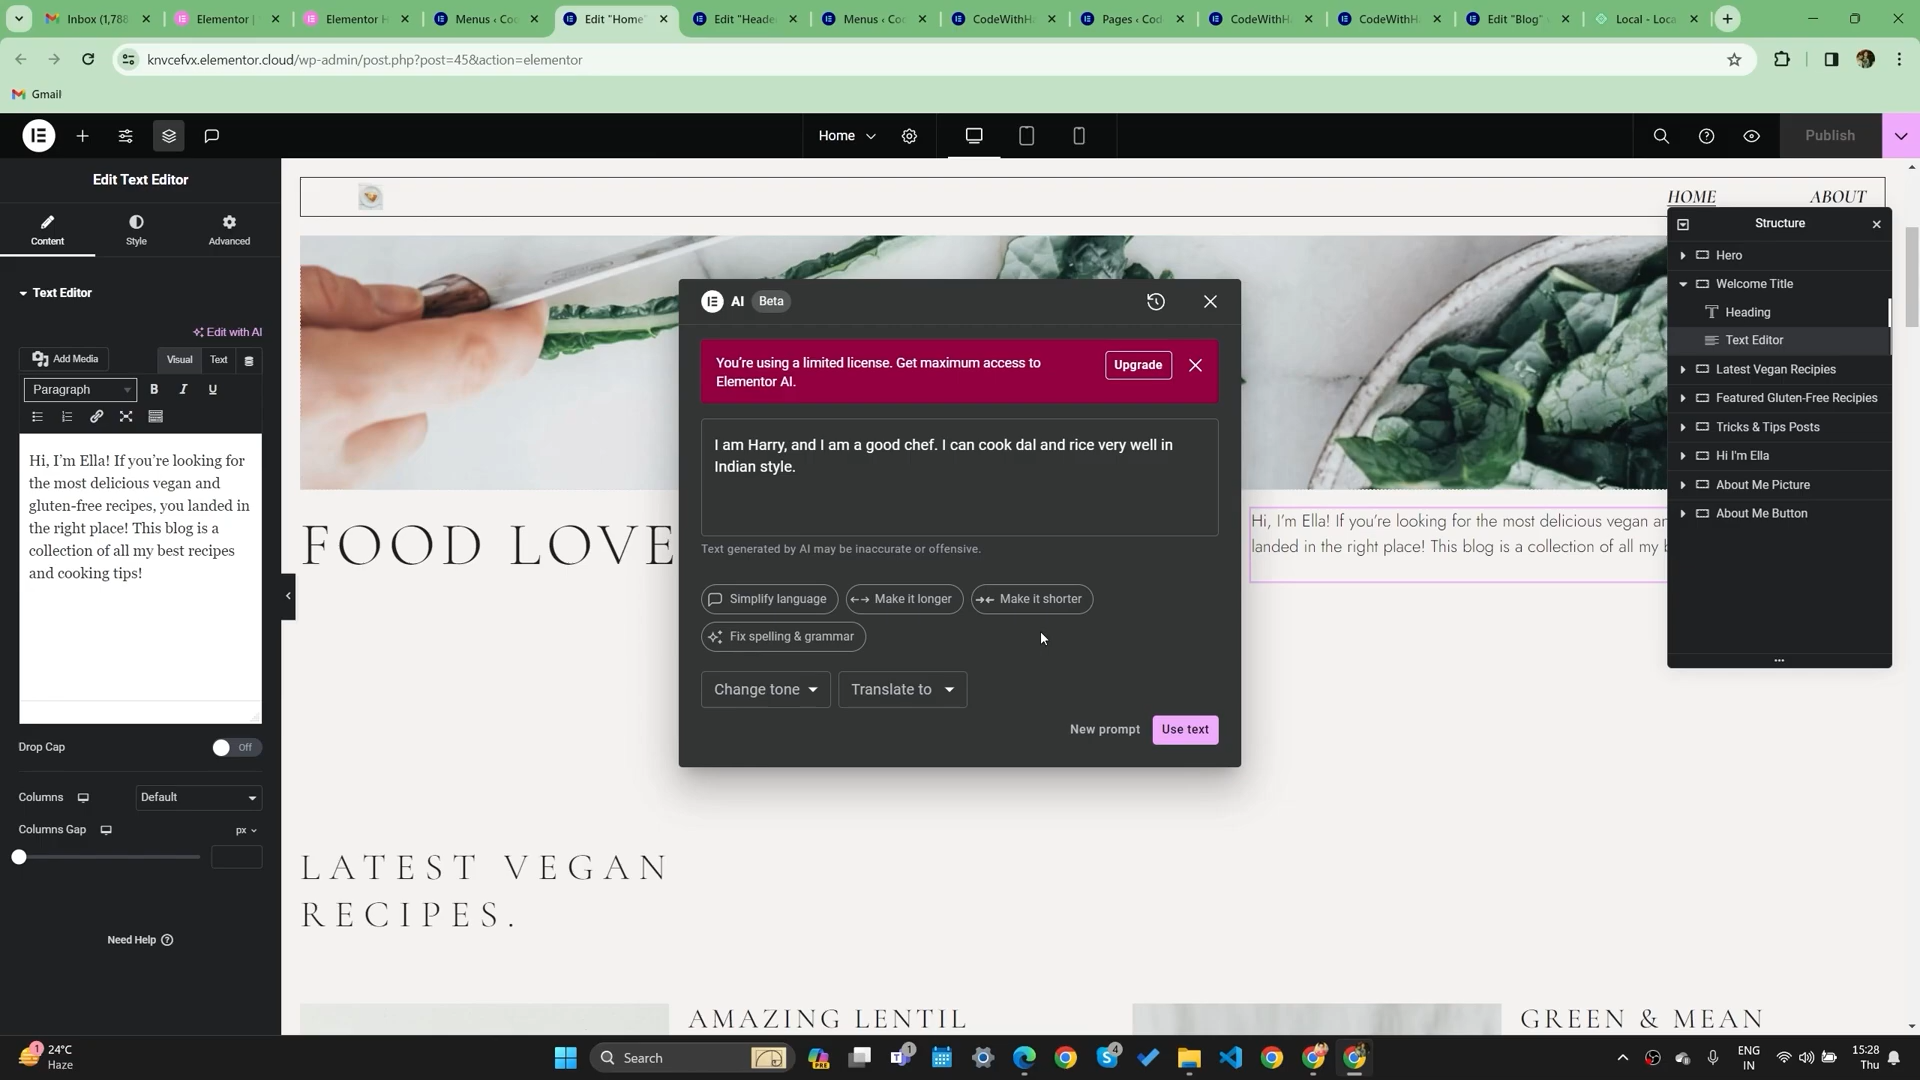 Inbox (1,788
Elementor |
Elementor H
Menus ‹ Co
Edit "Home"
Edit "Heade
Menus ‹ Co
CodeWithH
Pages ‹ Cod
CodeWithH
CodeWithH
Edit "Blog"
Local - Loca
knvcefvx.elementor.cloud/wp-admin/post.php?post=45&action=elementor
Gmail
Home
Publish
Edit Text Editor
Content
Style
Advanced
Text Editor
Edit with AI
Add Media
Visual
Text
Paragraph
B I U
Hi, I'm Ella! If you're looking for
the most delicious vegan and
gluten-free recipes, you landed in
the right place! This blog is a
collection of all my best recipes
and cooking tips!
Drop Cap
Off
Columns
Default
Columns Gap
px
Need Help
HOME
ABOUT
FOOD LOVE
Hi, I'm Ella! If you're looking for the most delicious vegan an
landed in the right place! This blog is a collection of all my b
LATEST VEGAN
RECIPES.
AMAZING LENTIL
GREEN & MEAN
AI
Beta
You're using a limited license. Get maximum access to
Elementor AI.
Upgrade
I am Harry, and I am a good chef. I can cook dal and rice very well in
Indian style.
Text generated by AI may be inaccurate or offensive.
Simplify language
Make it longer
Make it shorter
Fix spelling & grammar
Change tone
Translate to
New prompt
Use text
Structure
Hero
Welcome Title
Heading
Text Editor
Latest Vegan Recipies
Featured Gluten-Free Recipies
Tricks & Tips Posts
Hi I'm Ella
About Me Picture
About Me Button
1
24°C
Haze
Search
PRE
1
4
ENG
IN
15:28
Thu